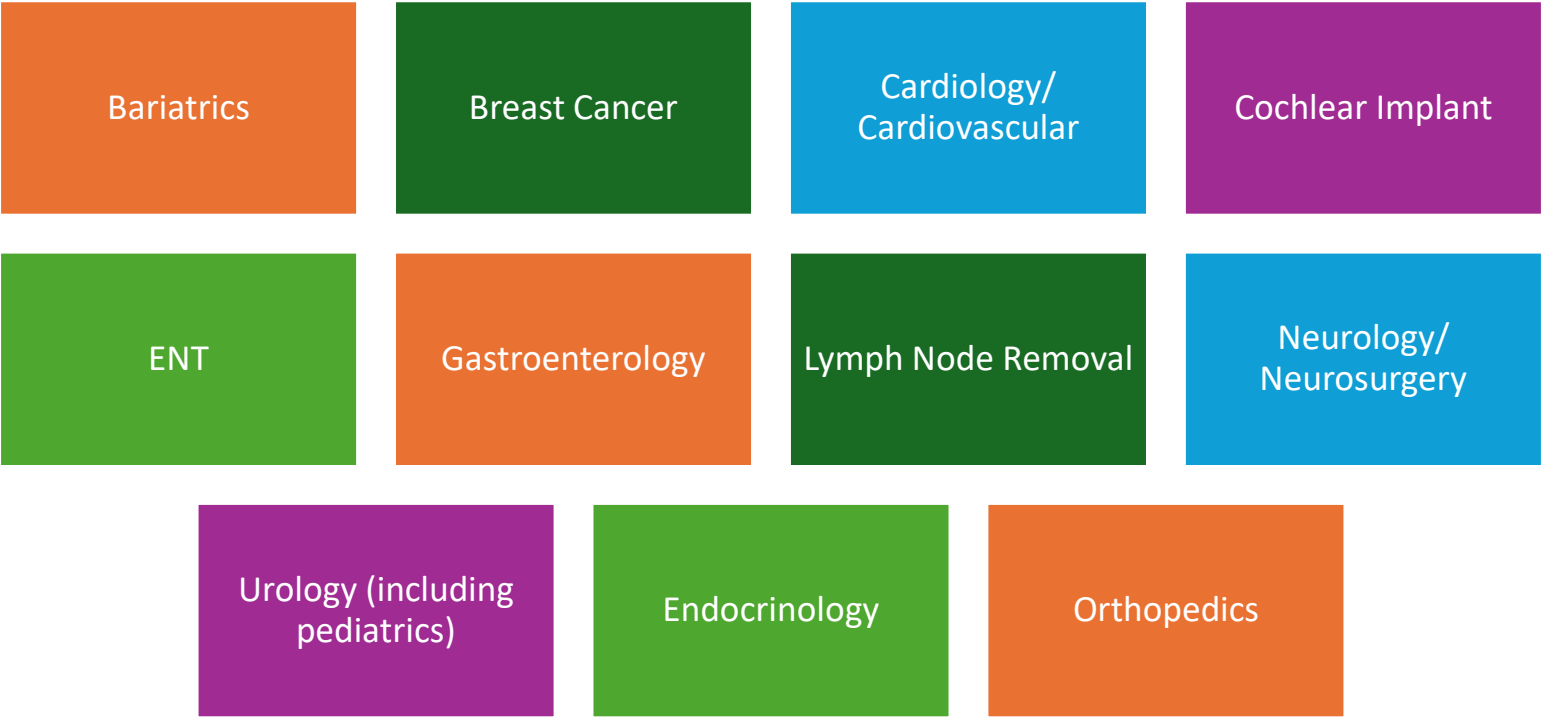 Bariatrics
Breast Cancer
Cardiology/
Cardiovascular
Cochlear Implant
ENT
Gastroenterology
Lymph Node Removal
Neurology/
Neurosurgery
Urology (including
pediatrics)
Endocrinology
Orthopedics